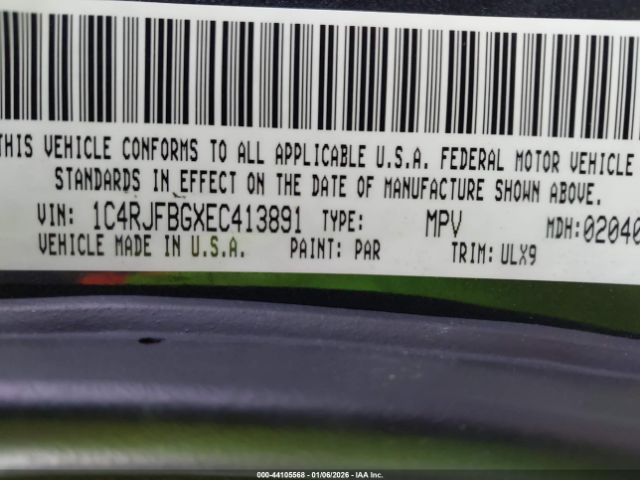 THIS VEHICLE CONFORMS TO ALL APPLICABLE U.S.A. FEDERAL MOTOR VEHICLE
STANDARDS IN EFFECT ON THE DATE OF MANUFACTURE SHOWN ABOVE.
VIN: 1C4RJFBGXEC413891 TYPE: MPV MDH:02040
VEHICLE MADE IN U.S.A. PAINT: PAR TRIM: ULX9
000-44105568 | 01/06/2026 | IAA Inc.